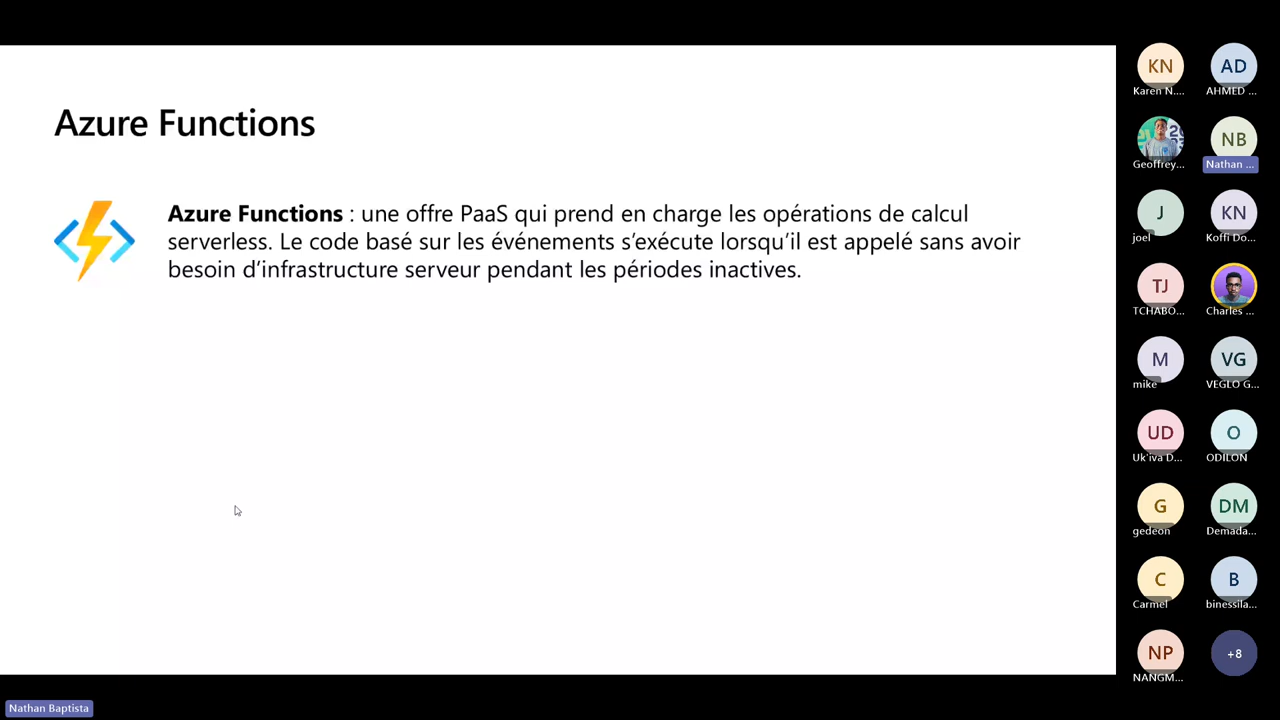 Azure Functions
Azure Functions : une offre PaaS qui prend en charge les opérations de calcul
serverless. Le code basé sur les événements s’exécute lorsqu’il est appelé sans avoir
besoin d’infrastructure serveur pendant les périodes inactives.
KN
AD
Karen N....
AHMED ...
NB
Geoffrey...
Nathan ...
J
KN
joel
Koffi Do...
TJ
TCHABO...
Charles ...
M
VG
mike
VEGLO G...
UD
O
Uk'iva D...
ODILON
G
DM
gedeon
Demada...
C
B
Carmel
binessila...
NP
+8
NANGM...
Nathan Baptista